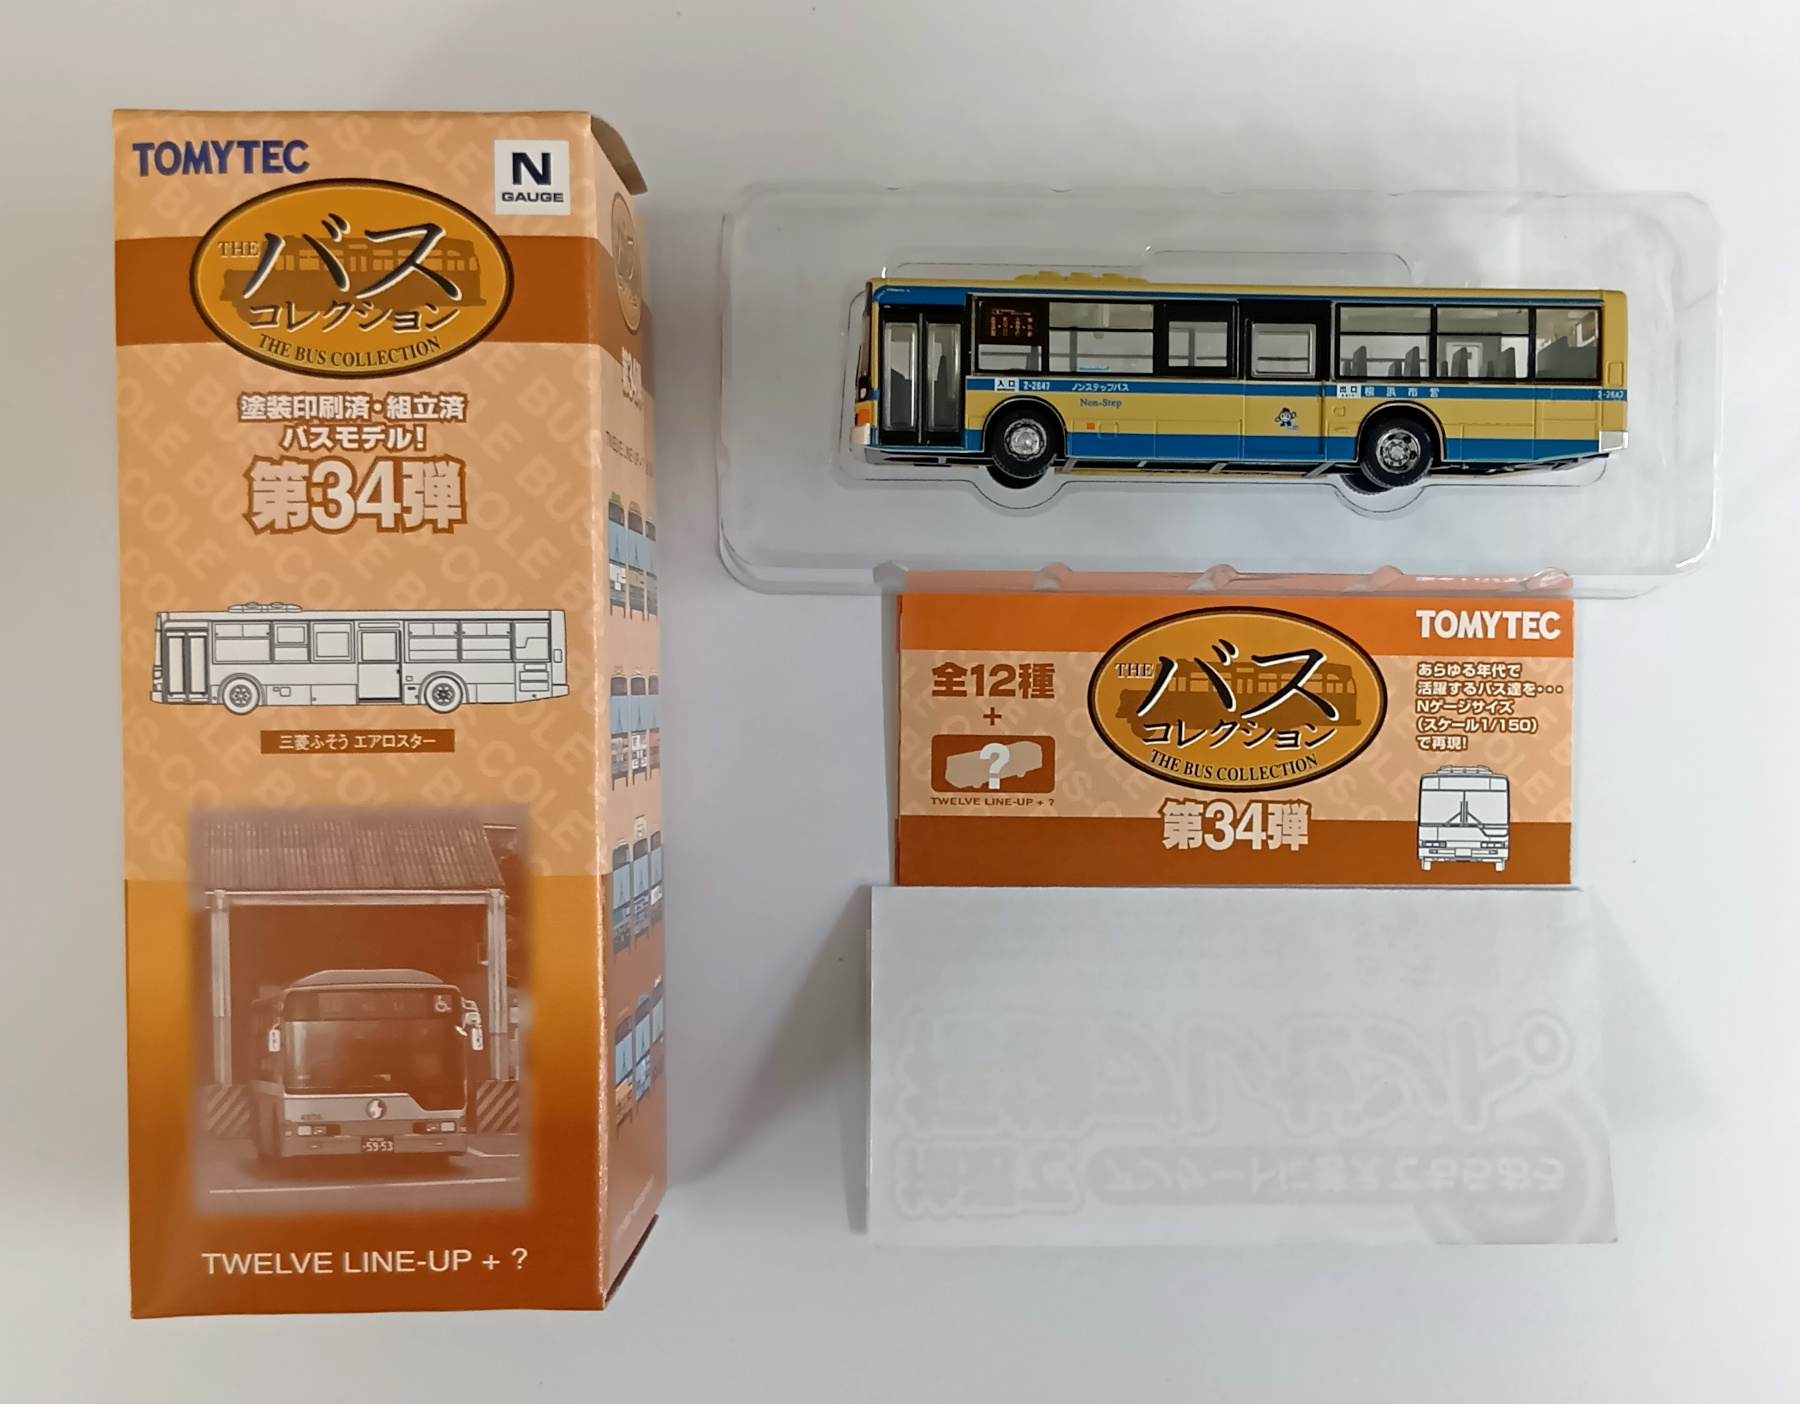 TOMYTEC
N
GAUGE
THE
バス
コレクション
THE BUS COLLECTION
塗装印刷済・組立済
バスモデル!
第34弾
三菱ふそう エアロスター
59-53
TWELVE LINE-UP + ?
入口
2-2647
ノンステップバス
Non-Step
出口
横浜市営
2-2647
TOMYTEC
全12種
+
?
TWELVE LINE-UP + ?
THE
バス
コレクション
THE BUS COLLECTION
第34弾
あらゆる年代で
活躍するバス達を・・・
Nゲージサイズ
(スケール1/150)
で再現!